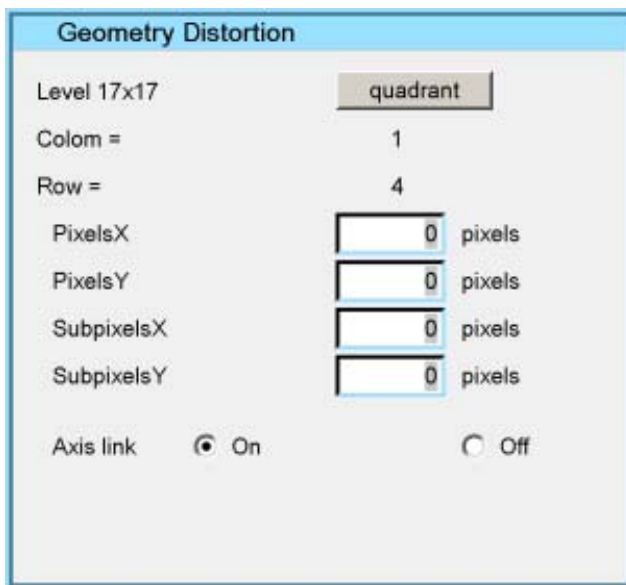 Geometry Distortion
Level 17x17 quadrant
Colom = 1
Row = 4
PixelsX 0 pixels
PixelsY 0 pixels
SubpixelsX 0 pixels
SubpixelsY 0 pixels
Axis link On Off